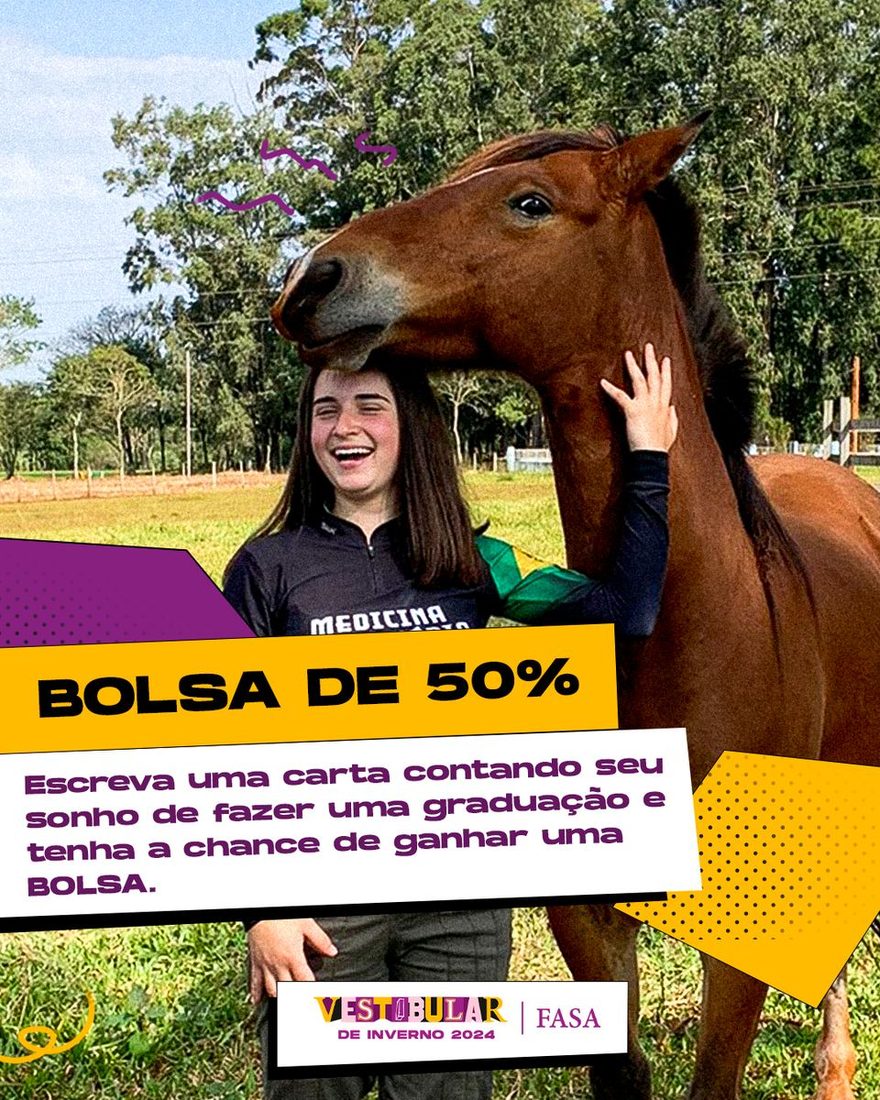 MEDICINA
BOLSA DE 50%
Escreva uma carta contando seu
sonho de fazer uma graduação e
tenha a chance de ganhar uma
BOLSA.
VESTIBULAR
DE INVERNO 2024
FASA